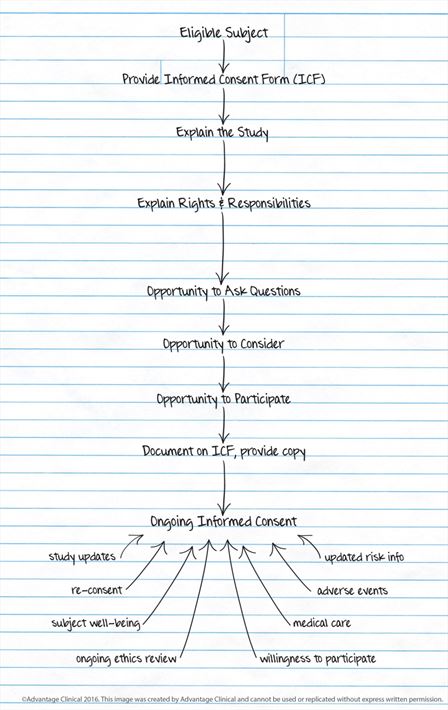 Eligible Subject
Provide Informed Consent Form (ICF)
Explain the Study
Explain Rights & Responsibilities
Opportunity to Ask Questions
Opportunity to Consider
Opportunity to Participate
Document on ICF, provide copy
Ongoing Informed Consent
study updates
updated risk info
re-consent
adverse events
subject well-being
medical care
ongoing ethics review
willingness to participate
©Advantage Clinical 2016. This image was created by Advantage Clinical and cannot be used or replicated without express written permission.